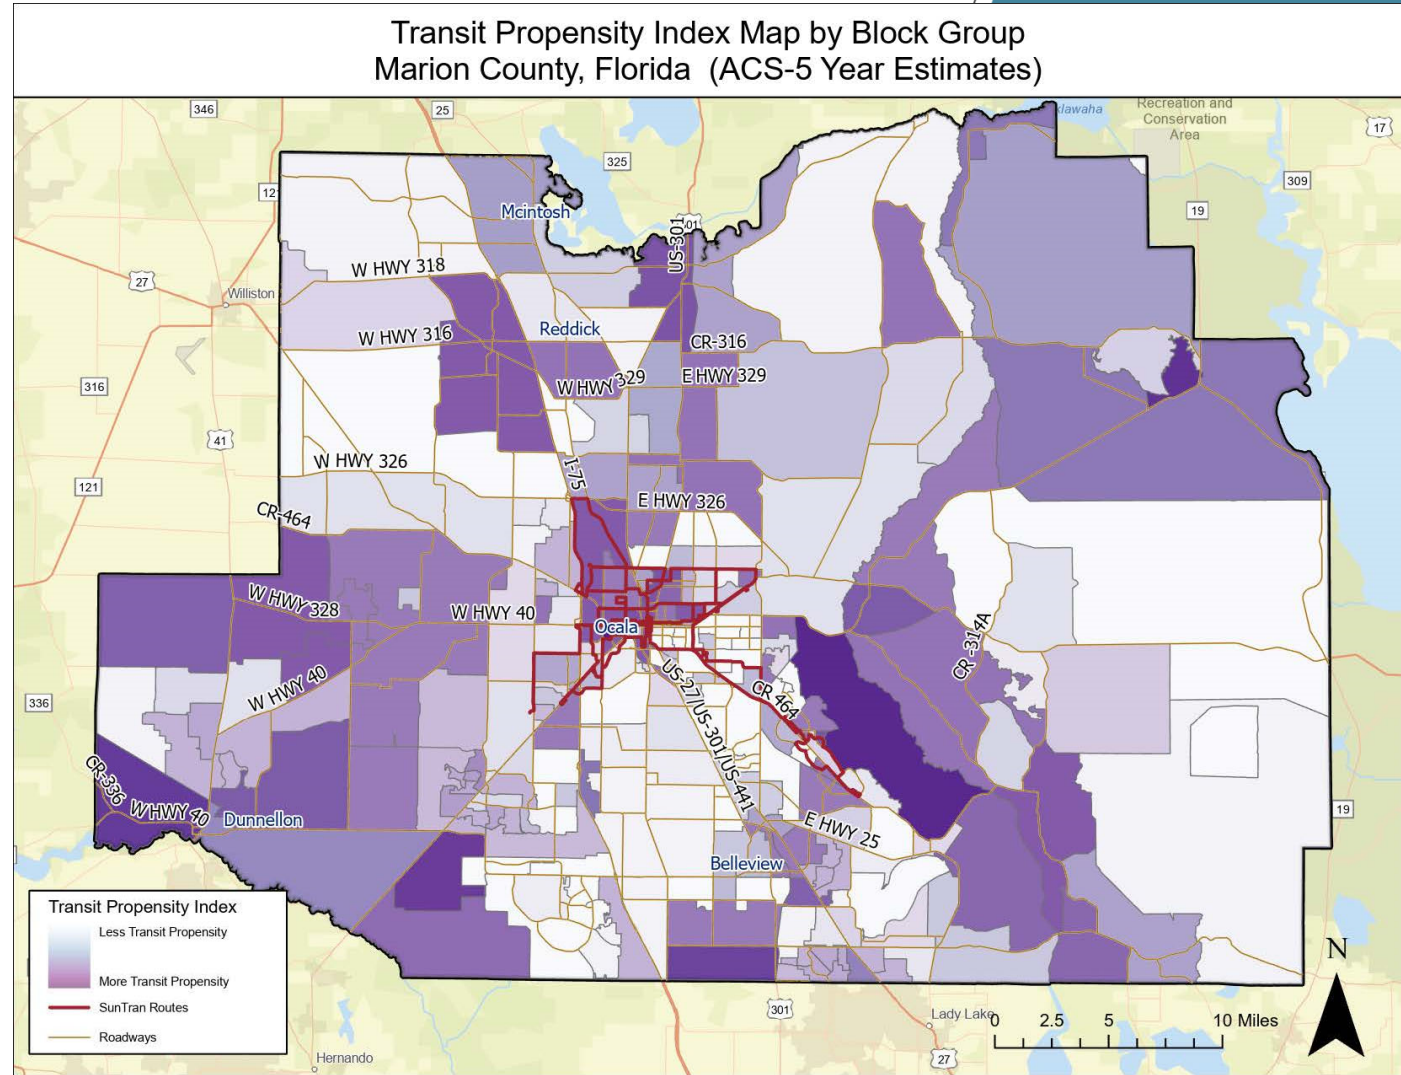 Transit Propensity Index Map by Block Group
Marion County, Florida (ACS-5 Year Estimates)
346
25
325
Recreation and
Conservation
Area
17
309
19
121
Mcintosh
US-301
W HWY 318
27
Williston
W HWY 316
Reddick
CR-316
W HWY 329
E HWY 329
316
41
W HWY 326
I-75
121
CR-464
E HWY 326
W HWY 328
W HWY 40
Ocala
CR-314A
W HWY 40
US-27/US-301/US-441
CR 464
336
CR-336
W HWY 40
Dunnellon
E HWY 25
19
Belleview
Transit Propensity Index
Less Transit Propensity
More Transit Propensity
SunTran Routes
Roadways
Hernando
301
Lady Lake
27
N
0 2.5 5 10 Miles